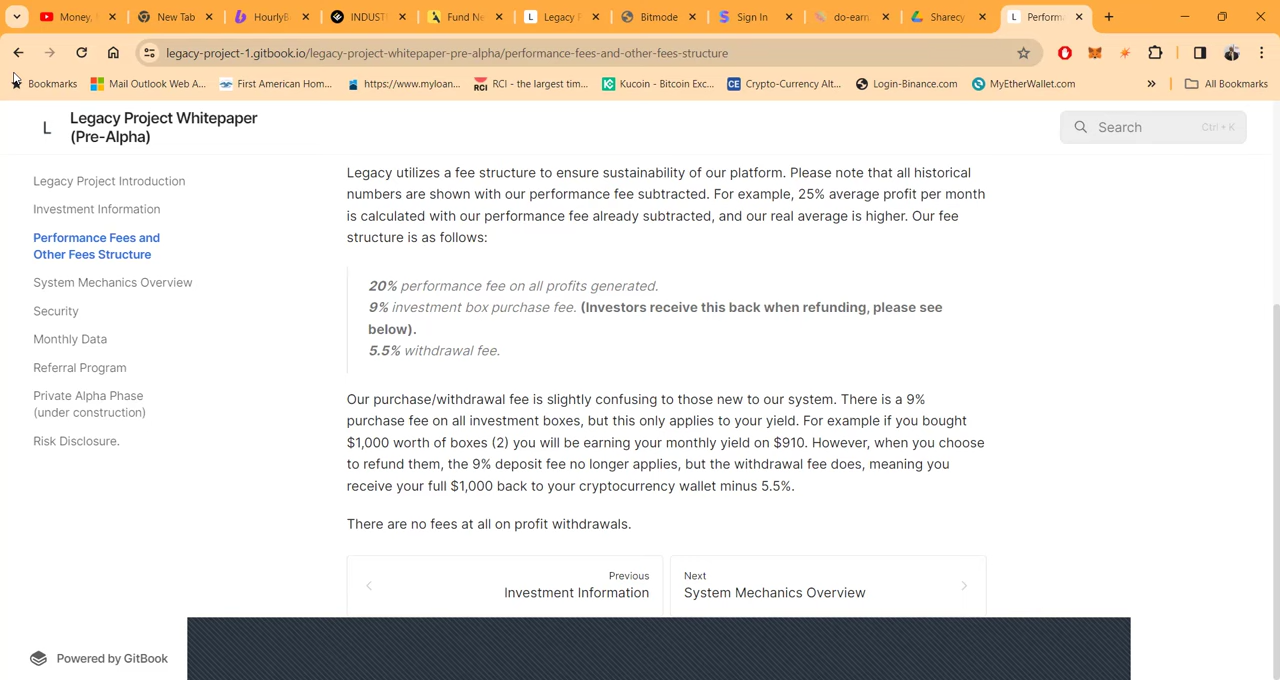 Money,
New Tab
HourlyB
INDUST
Fund Ne
Legacy P
Bitmode
Sign In
do-earn
Sharecy
Perform
legacy-project-1.gitbook.io/legacy-project-whitepaper-pre-alpha/performance-fees-and-other-fees-structure
Bookmarks
Mail Outlook Web A...
First American Hom...
https://www.myloan...
RCI
RCI - the largest tim...
Kucoin - Bitcoin Exc...
CE
Crypto-Currency Alt...
Login-Binance.com
MyEtherWallet.com
»
All Bookmarks
L
Legacy Project Whitepaper
(Pre-Alpha)
Search
Ctrl + K
Legacy Project Introduction
Investment Information
Performance Fees and
Other Fees Structure
System Mechanics Overview
Security
Monthly Data
Referral Program
Private Alpha Phase
(under construction)
Risk Disclosure.
Powered by GitBook
Legacy utilizes a fee structure to ensure sustainability of our platform. Please note that all historical
numbers are shown with our performance fee subtracted. For example, 25% average profit per month
is calculated with our performance fee already subtracted, and our real average is higher. Our fee
structure is as follows:
20% performance fee on all profits generated.
9% investment box purchase fee. (Investors receive this back when refunding, please see
below).
5.5% withdrawal fee.
Our purchase/withdrawal fee is slightly confusing to those new to our system. There is a 9%
purchase fee on all investment boxes, but this only applies to your yield. For example if you bought
$1,000 worth of boxes (2) you will be earning your monthly yield on $910. However, when you choose
to refund them, the 9% deposit fee no longer applies, but the withdrawal fee does, meaning you
receive your full $1,000 back to your cryptocurrency wallet minus 5.5%.
There are no fees at all on profit withdrawals.
Previous
Investment Information
Next
System Mechanics Overview